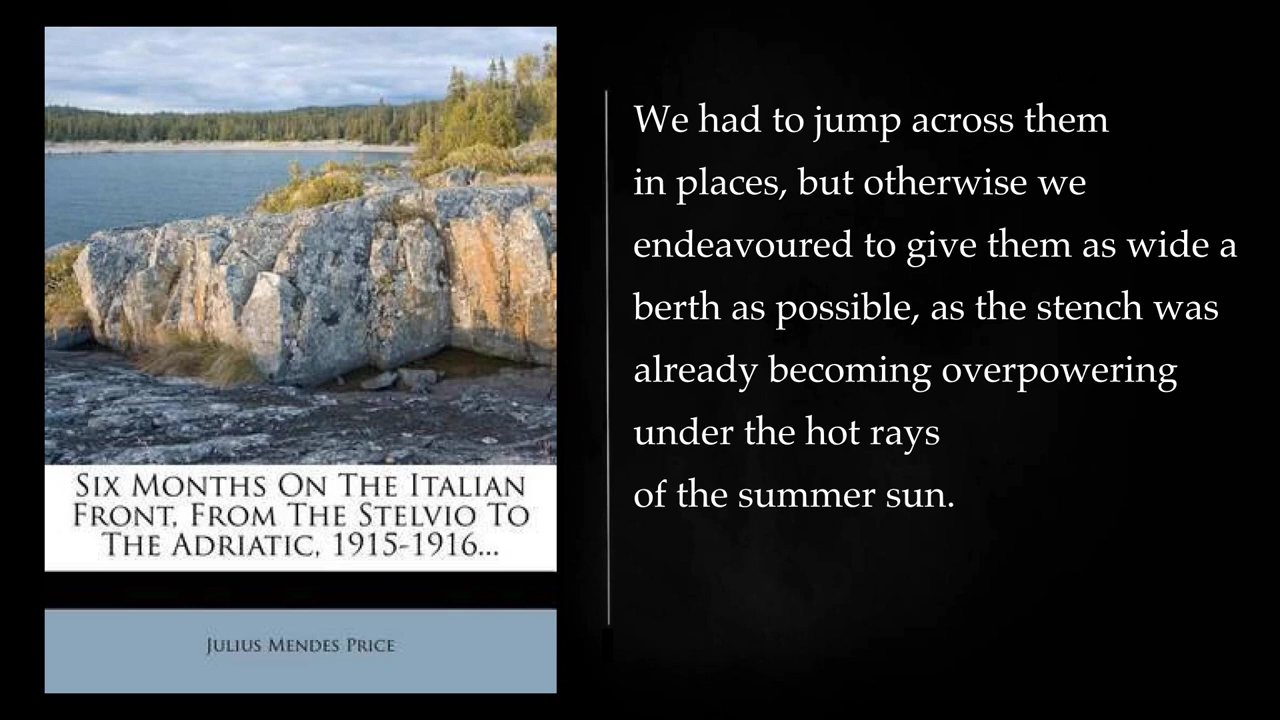 Six Months On The Italian
Front, From The Stelvio To
The Adriatic, 1915-1916...
Julius Mendes Price
We had to jump across them
in places, but otherwise we
endeavoured to give them as wide a
berth as possible, as the stench was
already becoming overpowering
under the hot rays
of the summer sun.